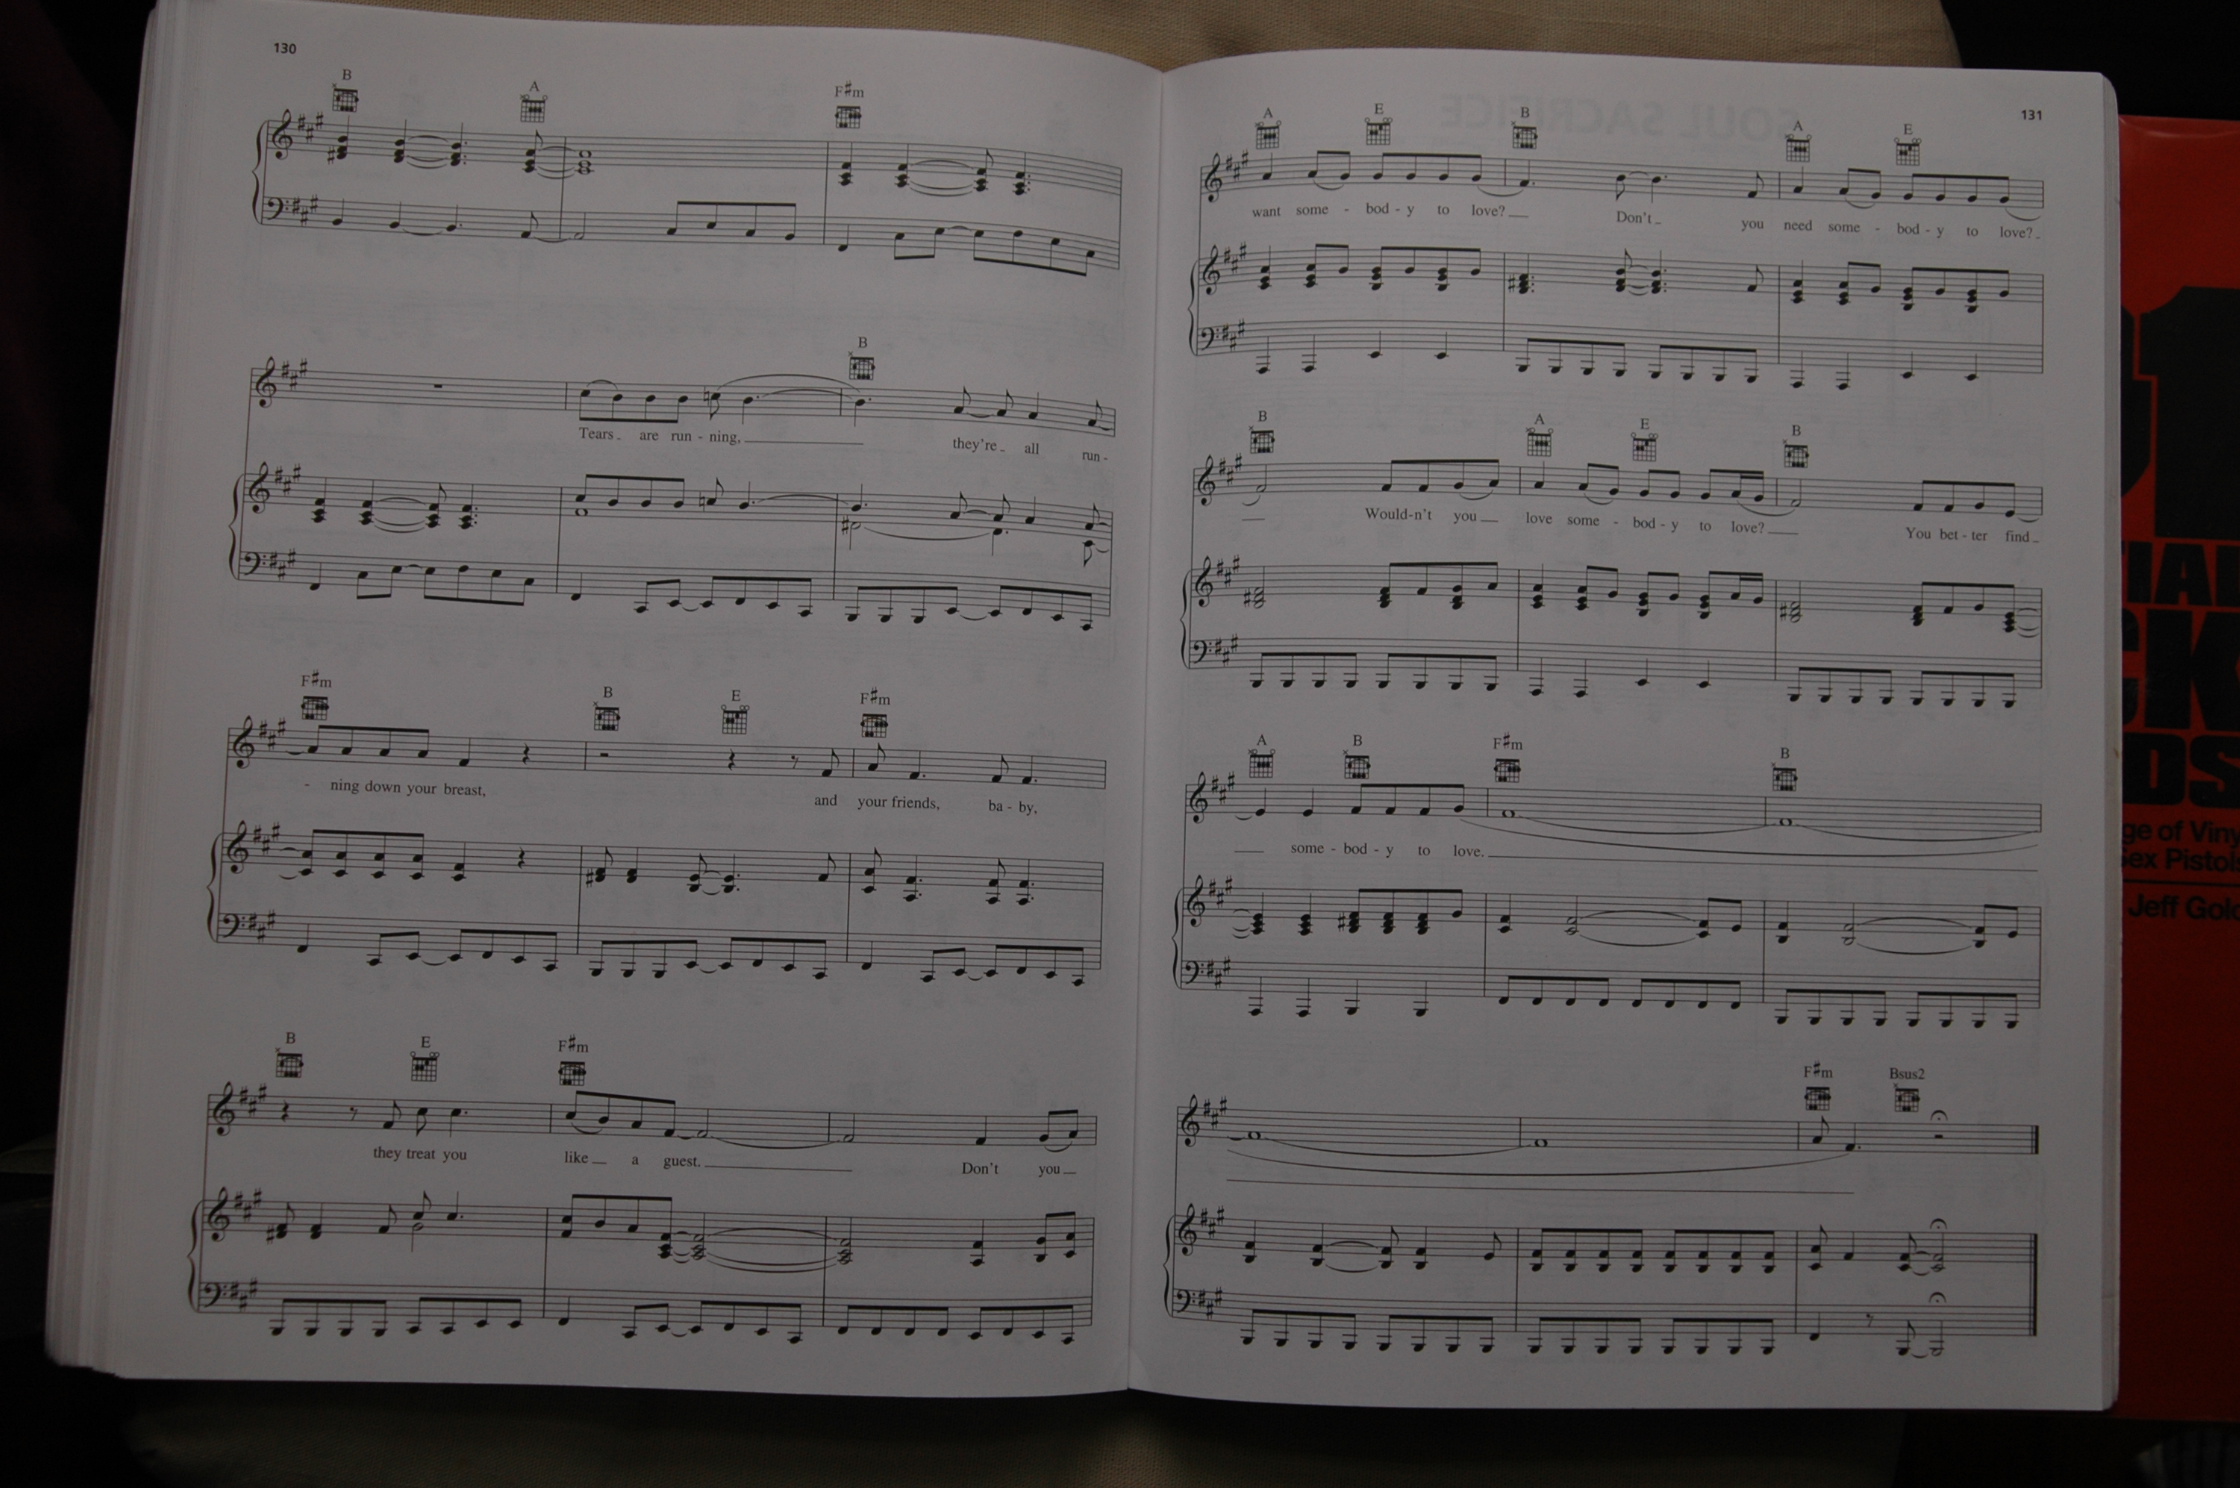 130
B A F#m
B
Tears are run - ning, they're all run -
F#m B E F#m
- ning down your breast, and your friends, ba - by,
B E F#m
they treat you like a guest. Don't you
131
A E B A E
want some - bod - y to love? Don't you need some - bod - y to love?
B A E B
Would-n't you love some - bod - y to love? You bet - ter find
A B F#m B
some - bod - y to love.
F#m Bsus2
SOUL SACRIFICE
ge of Viny
Sex Pistols
Jeff Gold